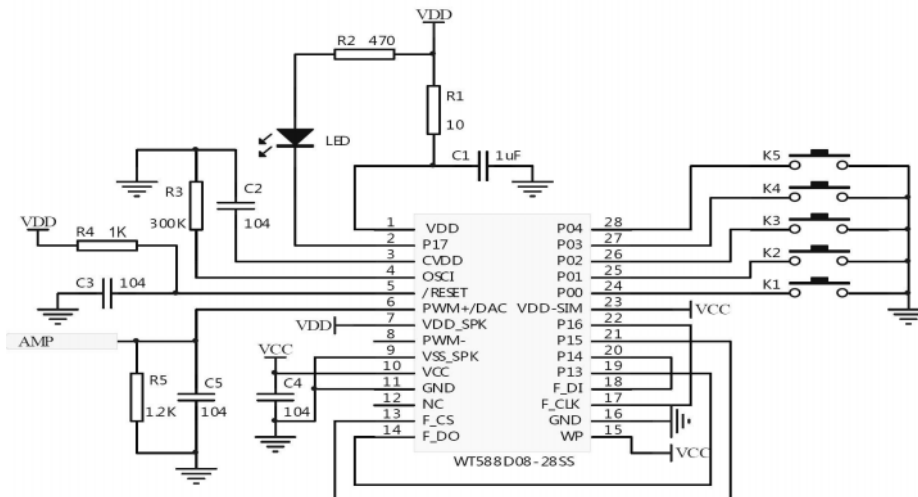 VDD
R2 470
R1
10
LED
C1 1uF
R3
300K
C2
104
VDD
R4 1K
C3 104
AMP
R5
1.2K
C5
104
VDD
VCC
C4
104
1 VDD
2 P17
3 CVDD
4 OSCI
5 /RESET
6 PWM+/DAC
7 VDD_SPK
8 PWM-
9 VSS_SPK
10 VCC
11 GND
12 NC
13 F_CS
14 F_DO
P04 28
P03 27
P02 26
P01 25
P00 24
VDD-SIM 23
P16 22
P15 21
P14 20
P13 19
F_DI 18
F_CLK 17
GND 16
WP 15
K5
K4
K3
K2
K1
VCC
VCC
WT588D08-28SS